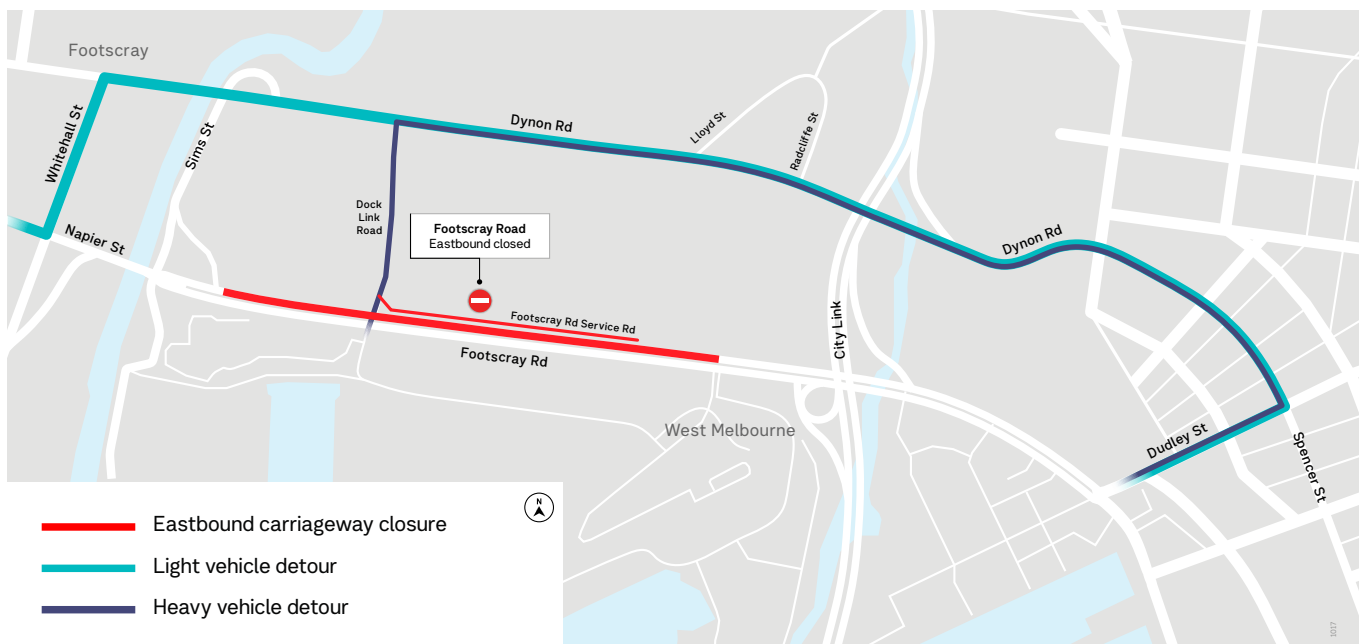 Footscray
Whitehall St
Sims St
Dynon Rd
Lloyd St
Radcliffe St
Dock
Link
Road
Footscray Road
Eastbound closed
Napier St
Dynon Rd
Footscray Rd Service Rd
City Link
Footscray Rd
West Melbourne
Dudley St
Spencer St
N
Eastbound carriageway closure
Light vehicle detour
Heavy vehicle detour
1017